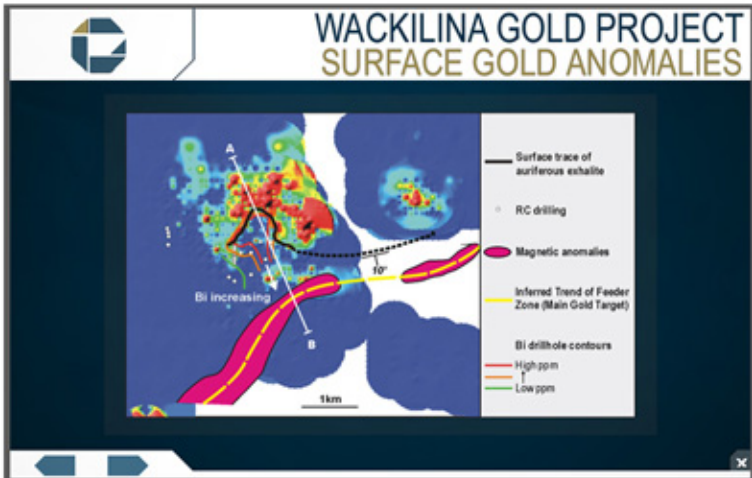 WACKILINA GOLD PROJECT
SURFACE GOLD ANOMALIES
A
Bi increasing
10°
B
1km
Surface trace of
auriferous exhalite
RC drilling
Magnetic anomalies
Inferred Trend of Feeder
Zone (Main Gold Target)
Bi drillhole contours
High ppm
Low ppm